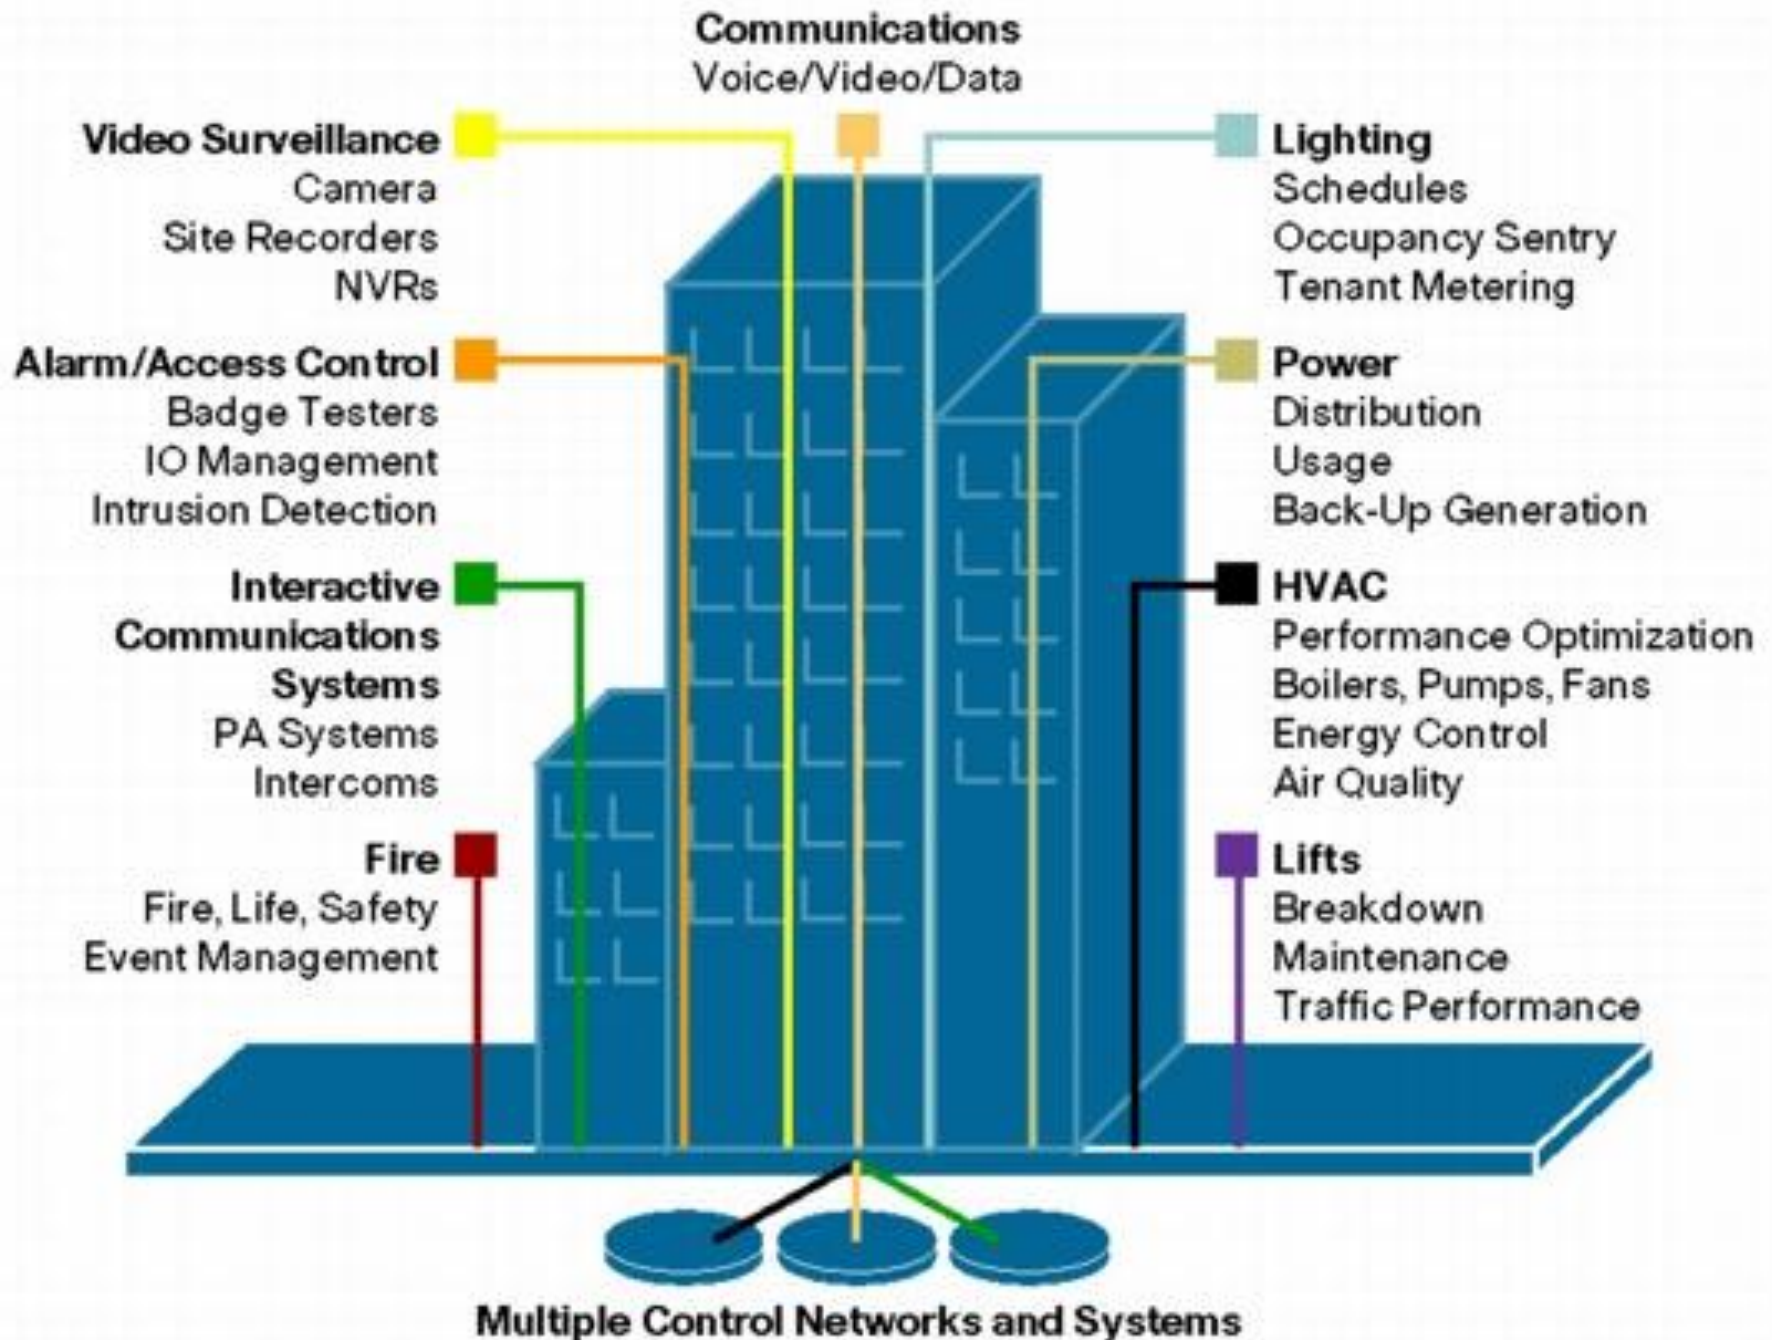 Communications
Voice/Video/Data
Video Surveillance
Camera
Site Recorders
NVRs
Alarm/Access Control
Badge Testers
IO Management
Intrusion Detection
Interactive
Communications
Systems
PA Systems
Intercoms
Fire
Fire, Life, Safety
Event Management
Lighting
Schedules
Occupancy Sentry
Tenant Metering
Power
Distribution
Usage
Back-Up Generation
HVAC
Performance Optimization
Boilers, Pumps, Fans
Energy Control
Air Quality
Lifts
Breakdown
Maintenance
Traffic Performance
Multiple Control Networks and Systems